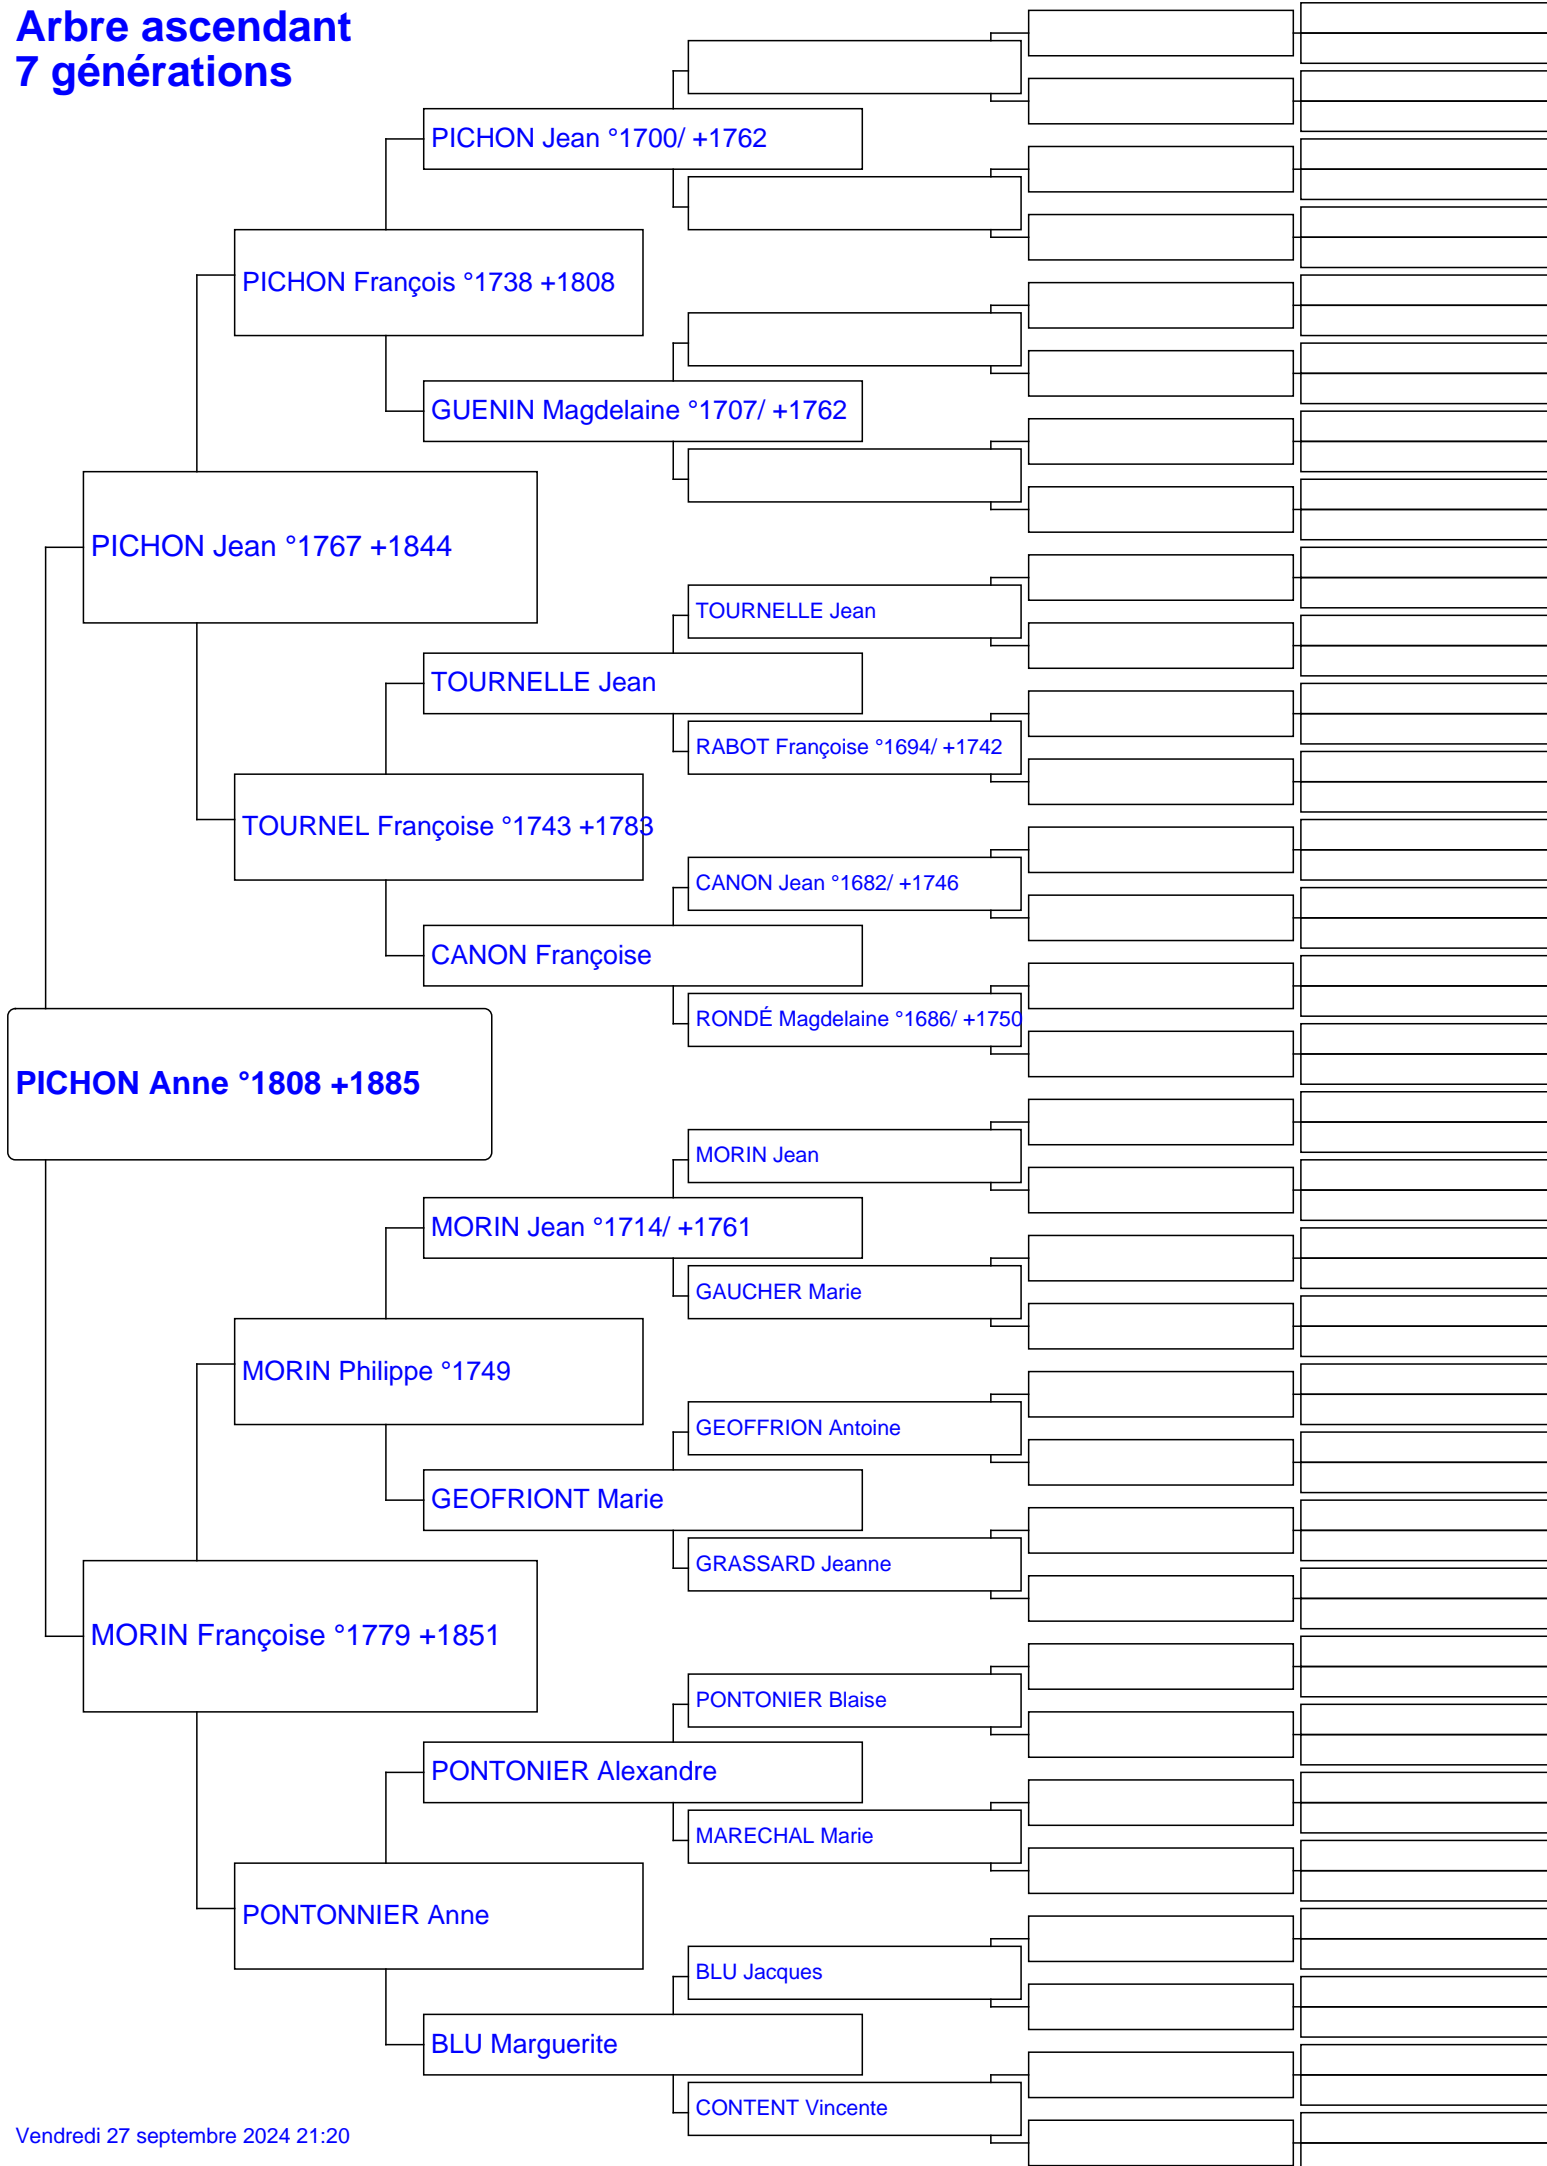 Arbre ascendant
7 générations
PICHON Jean °1700/ +1762
PICHON François °1738 +1808
GUENIN Magdelaine °1707/ +1762
PICHON Jean °1767 +1844
TOURNELLE Jean
TOURNELLE Jean
RABOT Françoise °1694/ +1742
TOURNEL Françoise °1743 +1783
CANON Jean °1682/ +1746
CANON Françoise
RONDÉ Magdelaine °1686/ +1750
PICHON Anne °1808 +1885
MORIN Jean
MORIN Jean °1714/ +1761
GAUCHER Marie
MORIN Philippe °1749
GEOFFRION Antoine
GEOFRIONT Marie
GRASSARD Jeanne
MORIN Françoise °1779 +1851
PONTONIER Blaise
PONTONIER Alexandre
MARECHAL Marie
PONTONNIER Anne
BLU Jacques
BLU Marguerite
CONTENT Vincente
Vendredi 27 septembre 2024 21:20